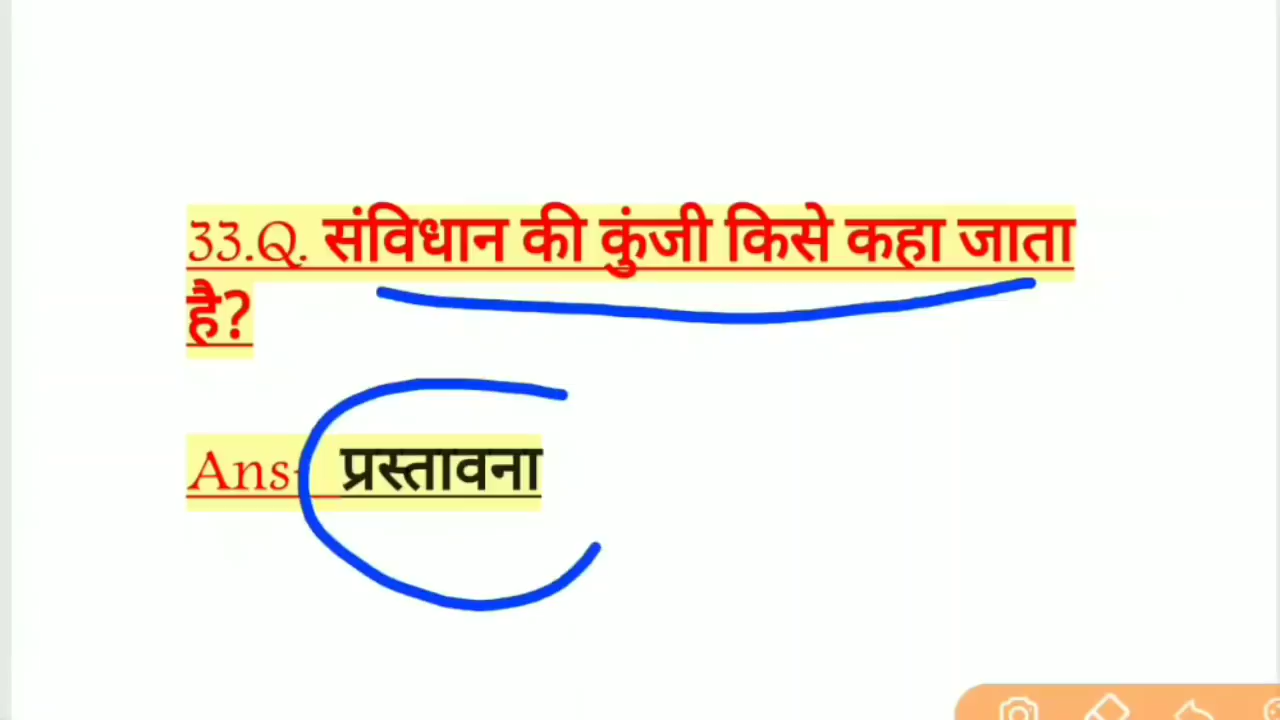 33.Q. संविधान की कुंजी किसे कहा जाता
है?
Ans- प्रस्तावना